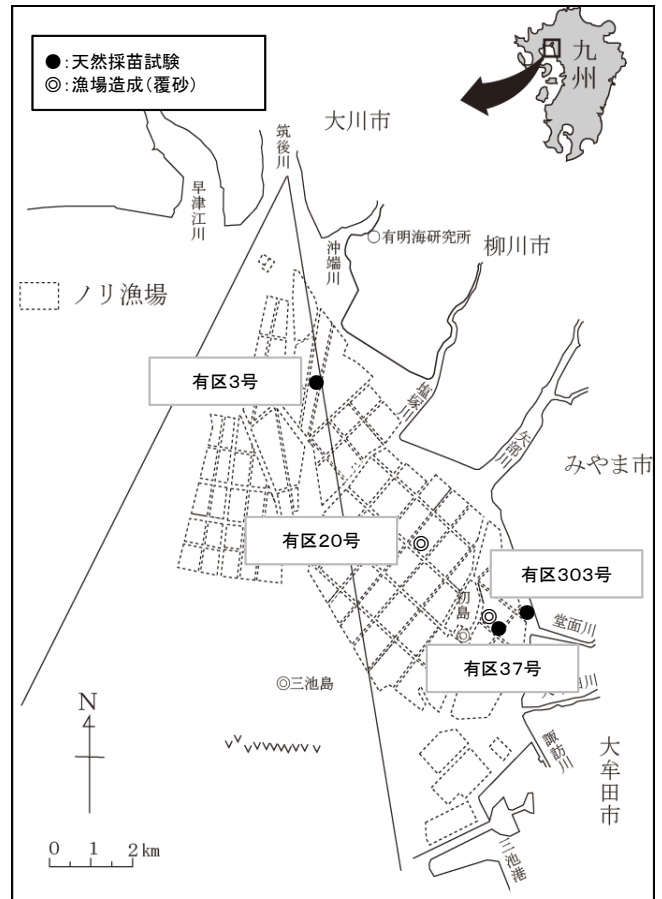 ●:天然採苗試験
◎:漁場造成(覆砂)
九州
大川市
筑後川
早津江川
沖端川
○有明海研究所
柳川市
ノリ漁場
有区3号
塩塚川
矢部川
みやま市
有区20号
有区303号
初島
堂面川
有区37号
◎三池島
諏訪川
大牟田市
三池港
N
0 1 2km